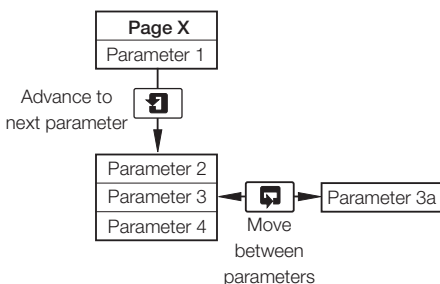 Page X
Parameter 1
Advance to
next parameter
Parameter 2
Parameter 3
Parameter 4
Move
between
parameters
Parameter 3a